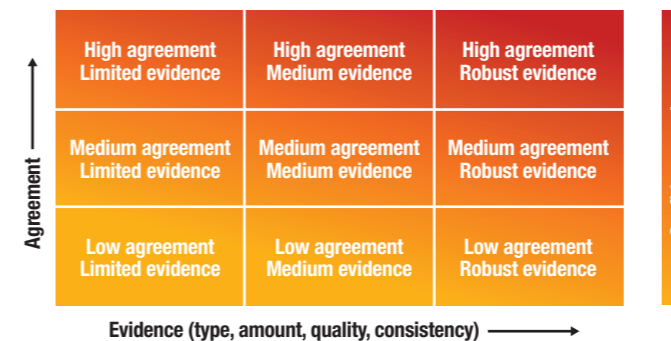 High agreement
Limited evidence
High agreement
Medium evidence
High agreement
Robust evidence
Medium agreement
Limited evidence
Medium agreement
Medium evidence
Medium agreement
Robust evidence
Low agreement
Limited evidence
Low agreement
Medium evidence
Low agreement
Robust evidence
Agreement
Evidence (type, amount, quality, consistency)